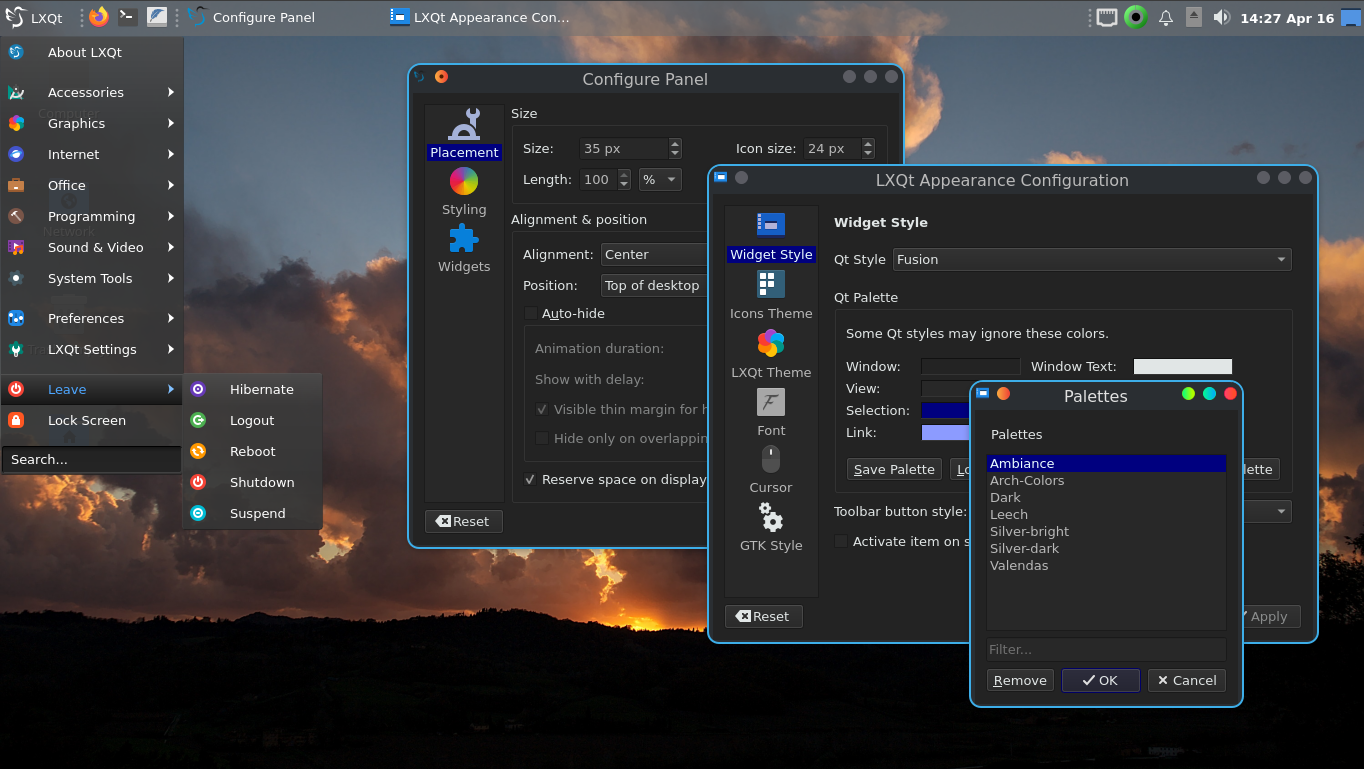 LXQt
Configure Panel
LXQt Appearance Con...
14:27 Apr 16
About LXQt
Accessories
Computer
Graphics
Internet
Office
Programming
Network
Sound & Video
System Tools
Preferences
LXQt Settings
Leave
Lock Screen
Search...
Hibernate
Logout
Reboot
Shutdown
Suspend
Configure Panel
Placement
Styling
Widgets
Size
Size: 35 px Icon size: 24 px
Length: 100 %
Alignment & position
Alignment: Center
Position: Top of desktop
Auto-hide
Animation duration:
Show with delay:
Visible thin margin for h
Hide only on overlappin
Reserve space on display
Reset
LXQt Appearance Configuration
Widget Style
Icons Theme
LXQt Theme
Font
Cursor
GTK Style
Widget Style
Qt Style Fusion
Qt Palette
Some Qt styles may ignore these colors.
Window: Window Text:
View:
Selection:
Link:
Save Palette Lo lette
Toolbar button style:
Activate item on s
Reset Apply
Palettes
Palettes
Ambiance
Arch-Colors
Dark
Leech
Silver-bright
Silver-dark
Valendas
Filter...
Remove OK Cancel